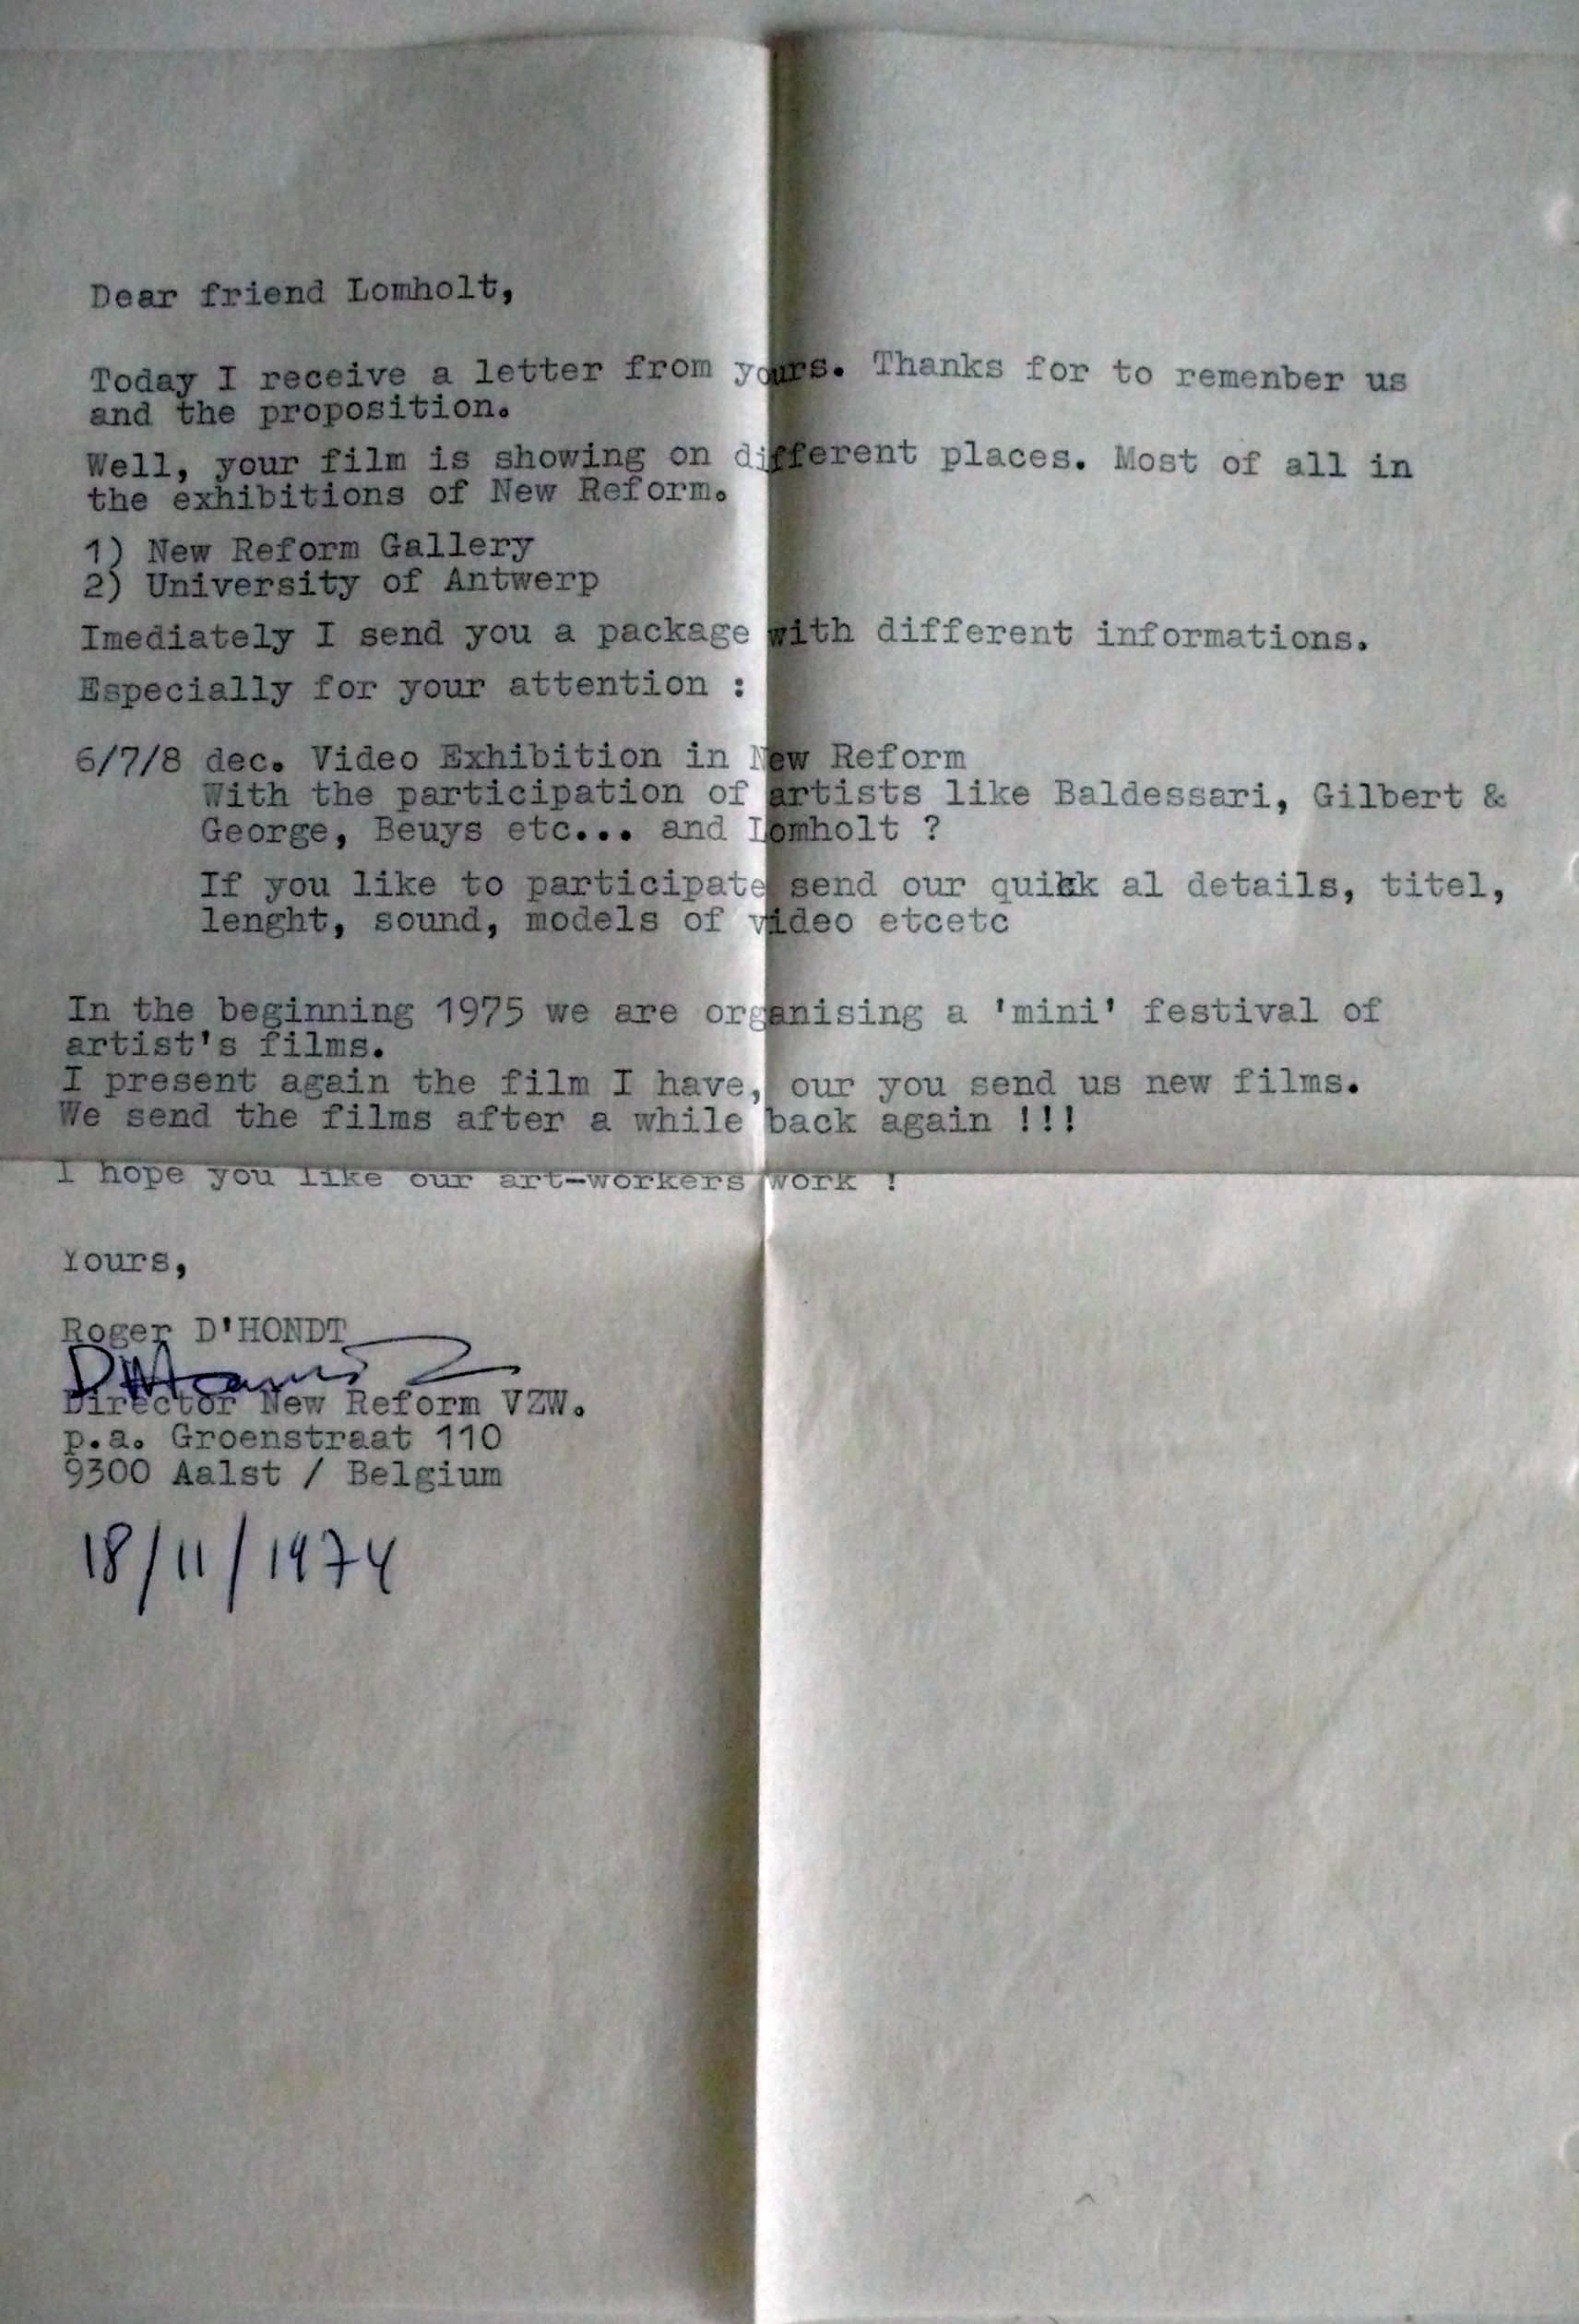 Dear friend Lomholt,
Today I receive a letter from yours. Thanks for to remenber us
and the proposition.
Well, your film is showing on different places. Most of all in
the exhibitions of New Reform.
1) New Reform Gallery
2) University of Antwerp
Imediately I send you a package with different informations.
Especially for your attention :
6/7/8 dec. Video Exhibition in New Reform
With the participation of artists like Baldessari, Gilbert &
George, Beuys etc... and Lomholt ?
If you like to participate send our quikk al details, titel,
lenght, sound, models of video etcetc
In the beginning 1975 we are organising a 'mini' festival of
artist's films.
I present again the film I have, our you send us new films.
We send the films after a while back again !!!
I hope you like our art-workers work !
Yours,
Roger D'HONDT
Director New Reform VZW.
p.a. Groenstraat 110
9300 Aalst / Belgium
18/11/1974